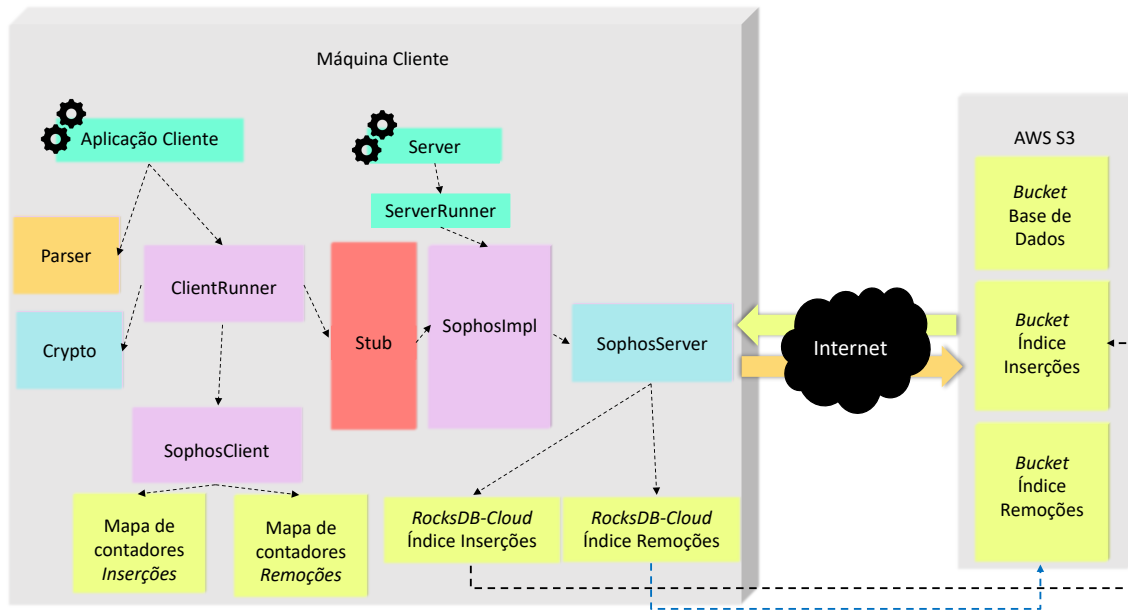 Máquina Cliente
Aplicação Cliente
Server
ServerRunner
Parser
ClientRunner
Crypto
Stub
SophosImpl
SophosServer
SophosClient
Mapa de
contadores
Inserções
Mapa de
contadores
Remoções
RocksDB-Cloud
Índice Inserções
RocksDB-Cloud
Índice Remoções
Internet
AWS S3
Bucket
Base de
Dados
Bucket
Índice
Inserções
Bucket
Índice
Remoções